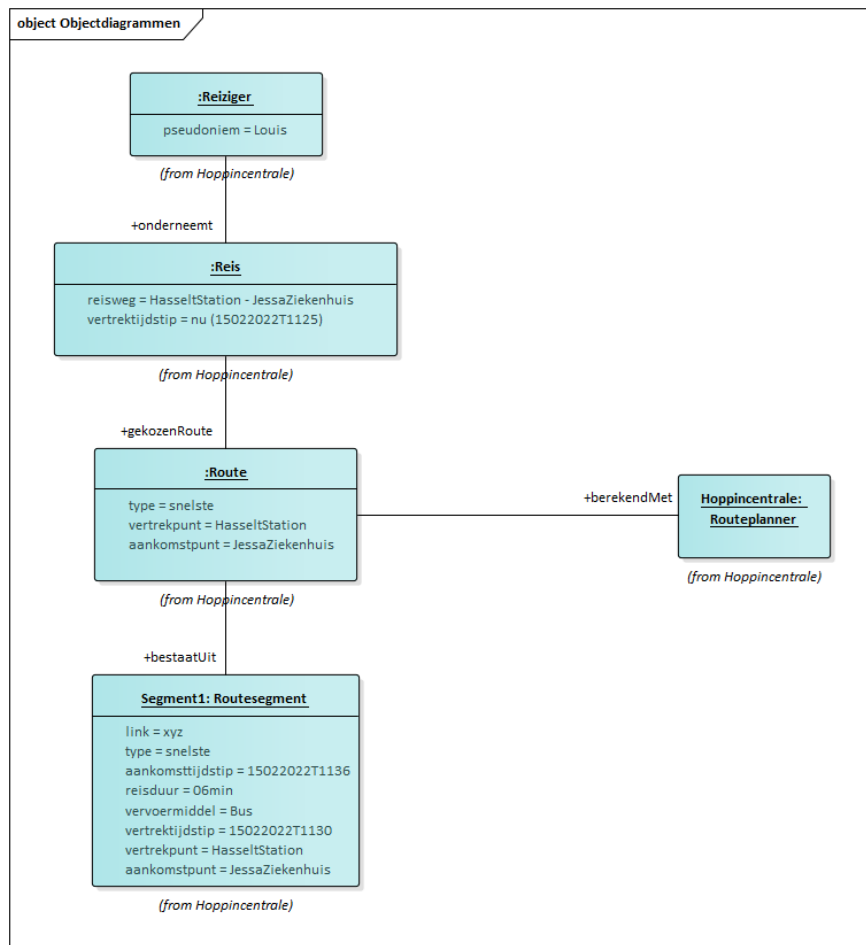 object Objectdiagrammen
:Reiziger
pseudoniem = Louis
(from Hoppincentrale)
+onderneemt
:Reis
reisweg = HasseltStation - JessaZiekenhuis
vertrektijdstip = nu (15022022T1125)
(from Hoppincentrale)
+gekozenRoute
:Route
type = snelste
vertrekpunt = HasseltStation
aankomstpunt = JessaZiekenhuis
(from Hoppincentrale)
+berekendMet
Hoppincentrale:
Routeplanner
(from Hoppincentrale)
+bestaatUit
Segment1: Routesegment
link = xyz
type = snelste
aankomsttijdstip = 15022022T1136
reisduur = 06min
vervoermiddel = Bus
vertrektijdstip = 15022022T1130
vertrekpunt = HasseltStation
aankomstpunt = JessaZiekenhuis
(from Hoppincentrale)